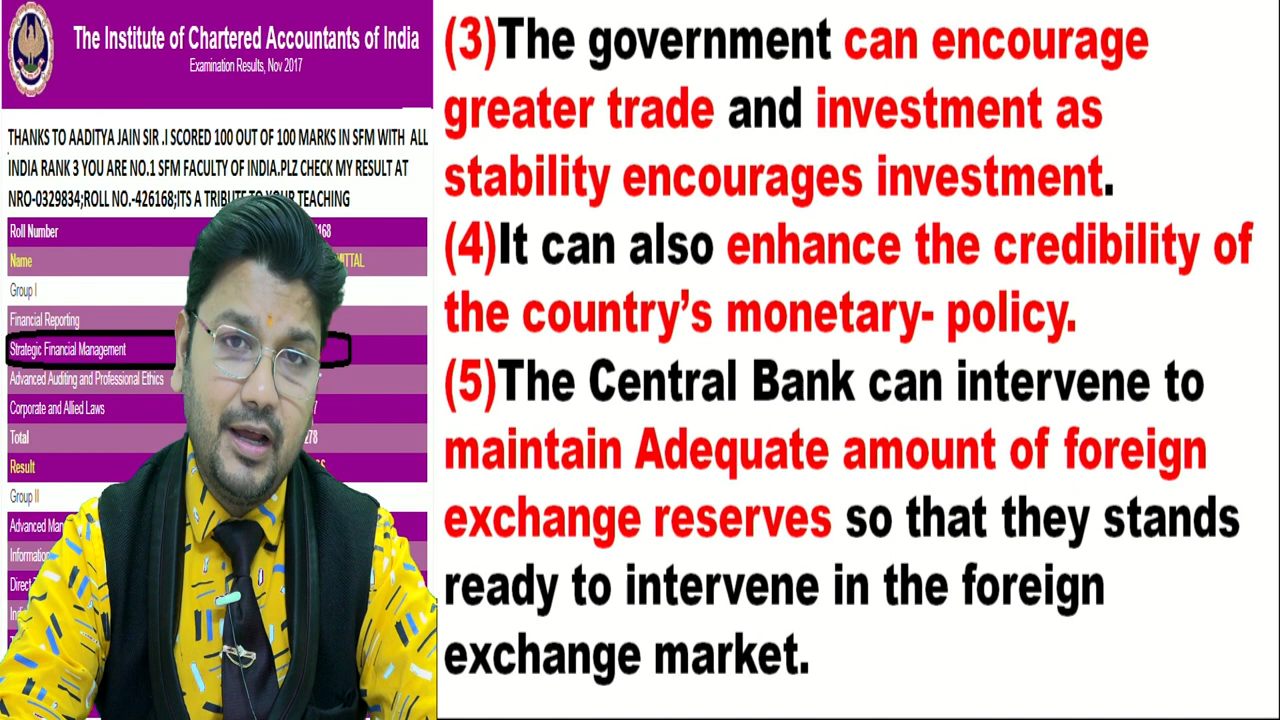 The Institute of Chartered Accountants of India
Examination Results, Nov 2017
THANKS TO AADITYA JAIN SIR .I SCORED 100 OUT OF 100 MARKS IN SFM WITH ALL
INDIA RANK 3 YOU ARE NO.1 SFM FACULTY OF INDIA.PLZ CHECK MY RESULT AT
NRO-0329834;ROLL NO.-426168;ITS A TRIBUTE TO YOUR TEACHING
Roll Number
Name MITTAL
Group I
Financial Reporting
Strategic Financial Management
Advanced Auditing and Professional Ethics
Corporate and Allied Laws
Total 278
Result
Group II
Advanced
Information
(3)The government can encourage
greater trade and investment as
stability encourages investment.
(4)It can also enhance the credibility of
the country’s monetary- policy.
(5)The Central Bank can intervene to
maintain Adequate amount of foreign
exchange reserves so that they stands
ready to intervene in the foreign
exchange market.